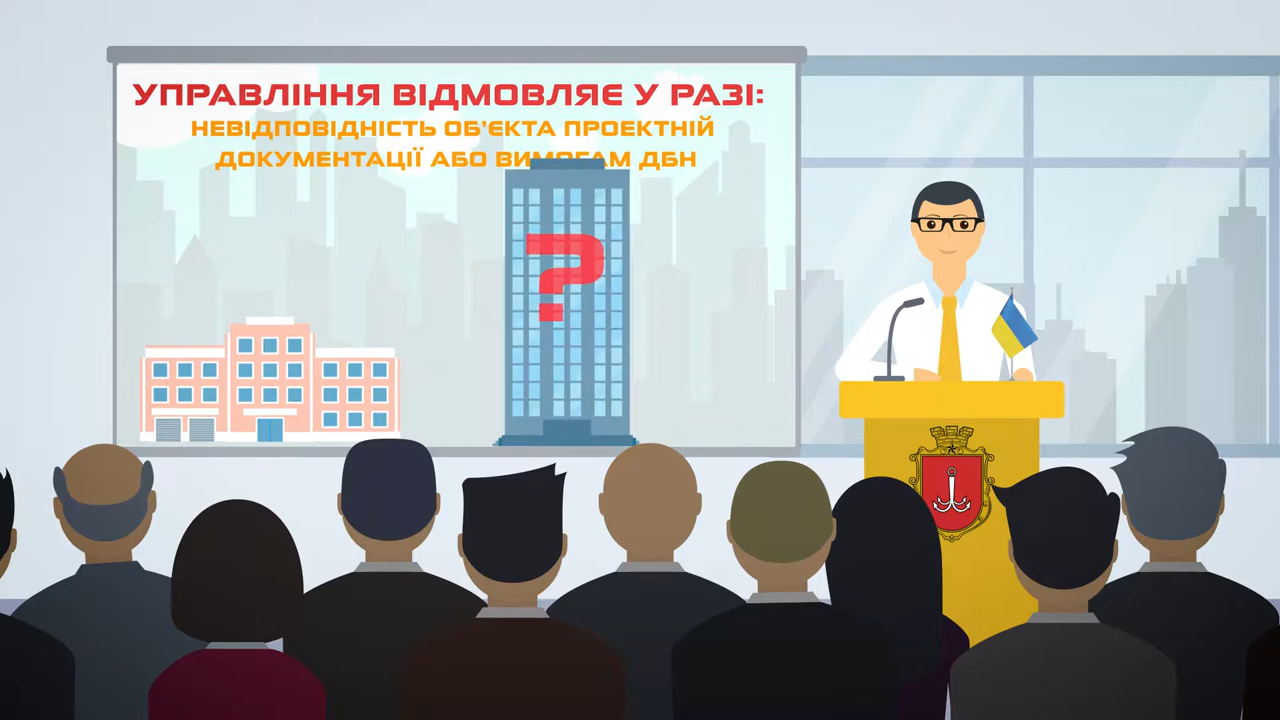 УПРАВЛІННЯ ВІДМОВЛЯЄ У РАЗІ:
НЕВІДПОВІДНІСТЬ ОБ'ЄКТА ПРОЕКТНІЙ
ДОКУМЕНТАЦІЇ АБО ВИМОГАМ ДБН
?